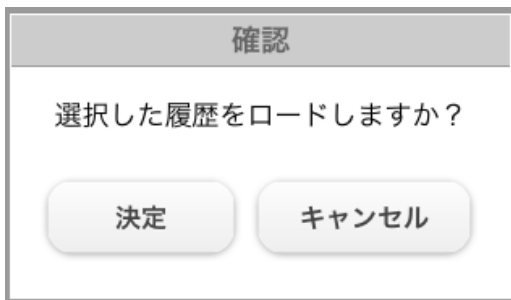 確認
選択した履歴をロードしますか？
決定
キャンセル